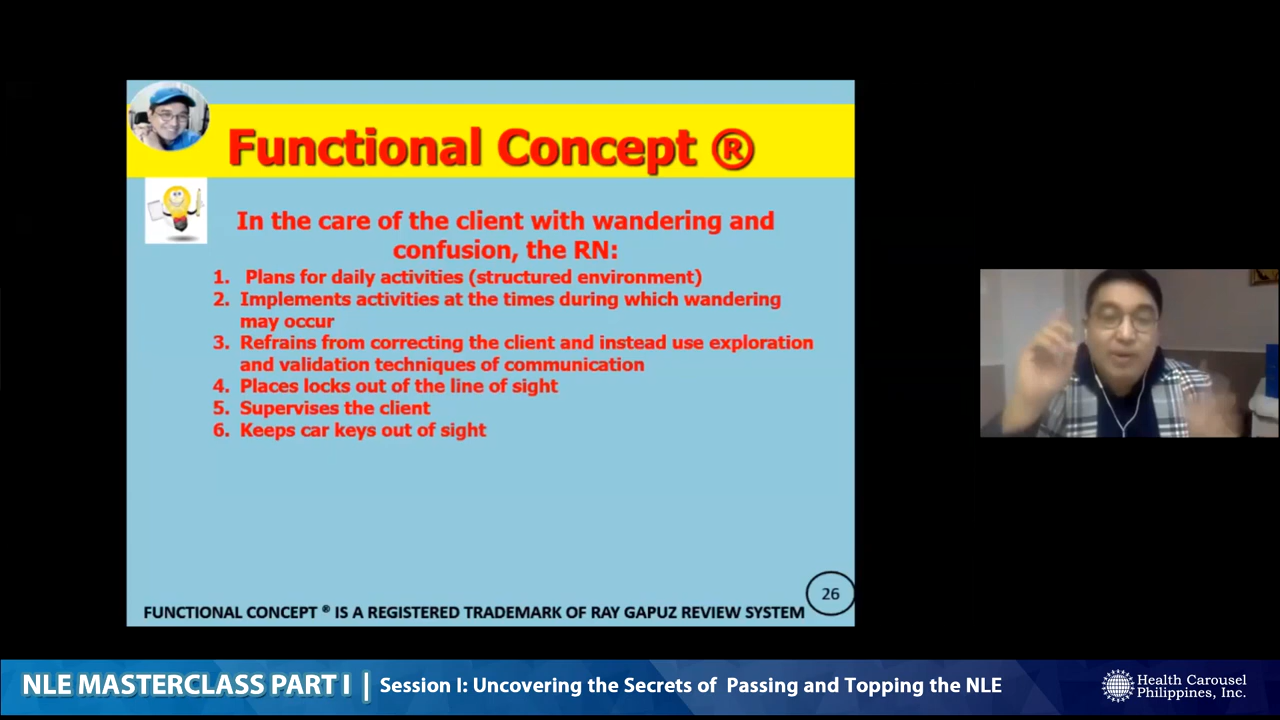 Functional Concept ®
In the care of the client with wandering and
confusion, the RN:
1. Plans for daily activities (structured environment)
2. Implements activities at the times during which wandering
may occur
3. Refrains from correcting the client and instead use exploration
and validation techniques of communication
4. Places locks out of the line of sight
5. Supervises the client
6. Keeps car keys out of sight
26
FUNCTIONAL CONCEPT ® IS A REGISTERED TRADEMARK OF RAY GAPUZ REVIEW SYSTEM
NLE MASTERCLASS PART I | Session I: Uncovering the Secrets of Passing and Topping the NLE
Health Carousel
Philippines, Inc.